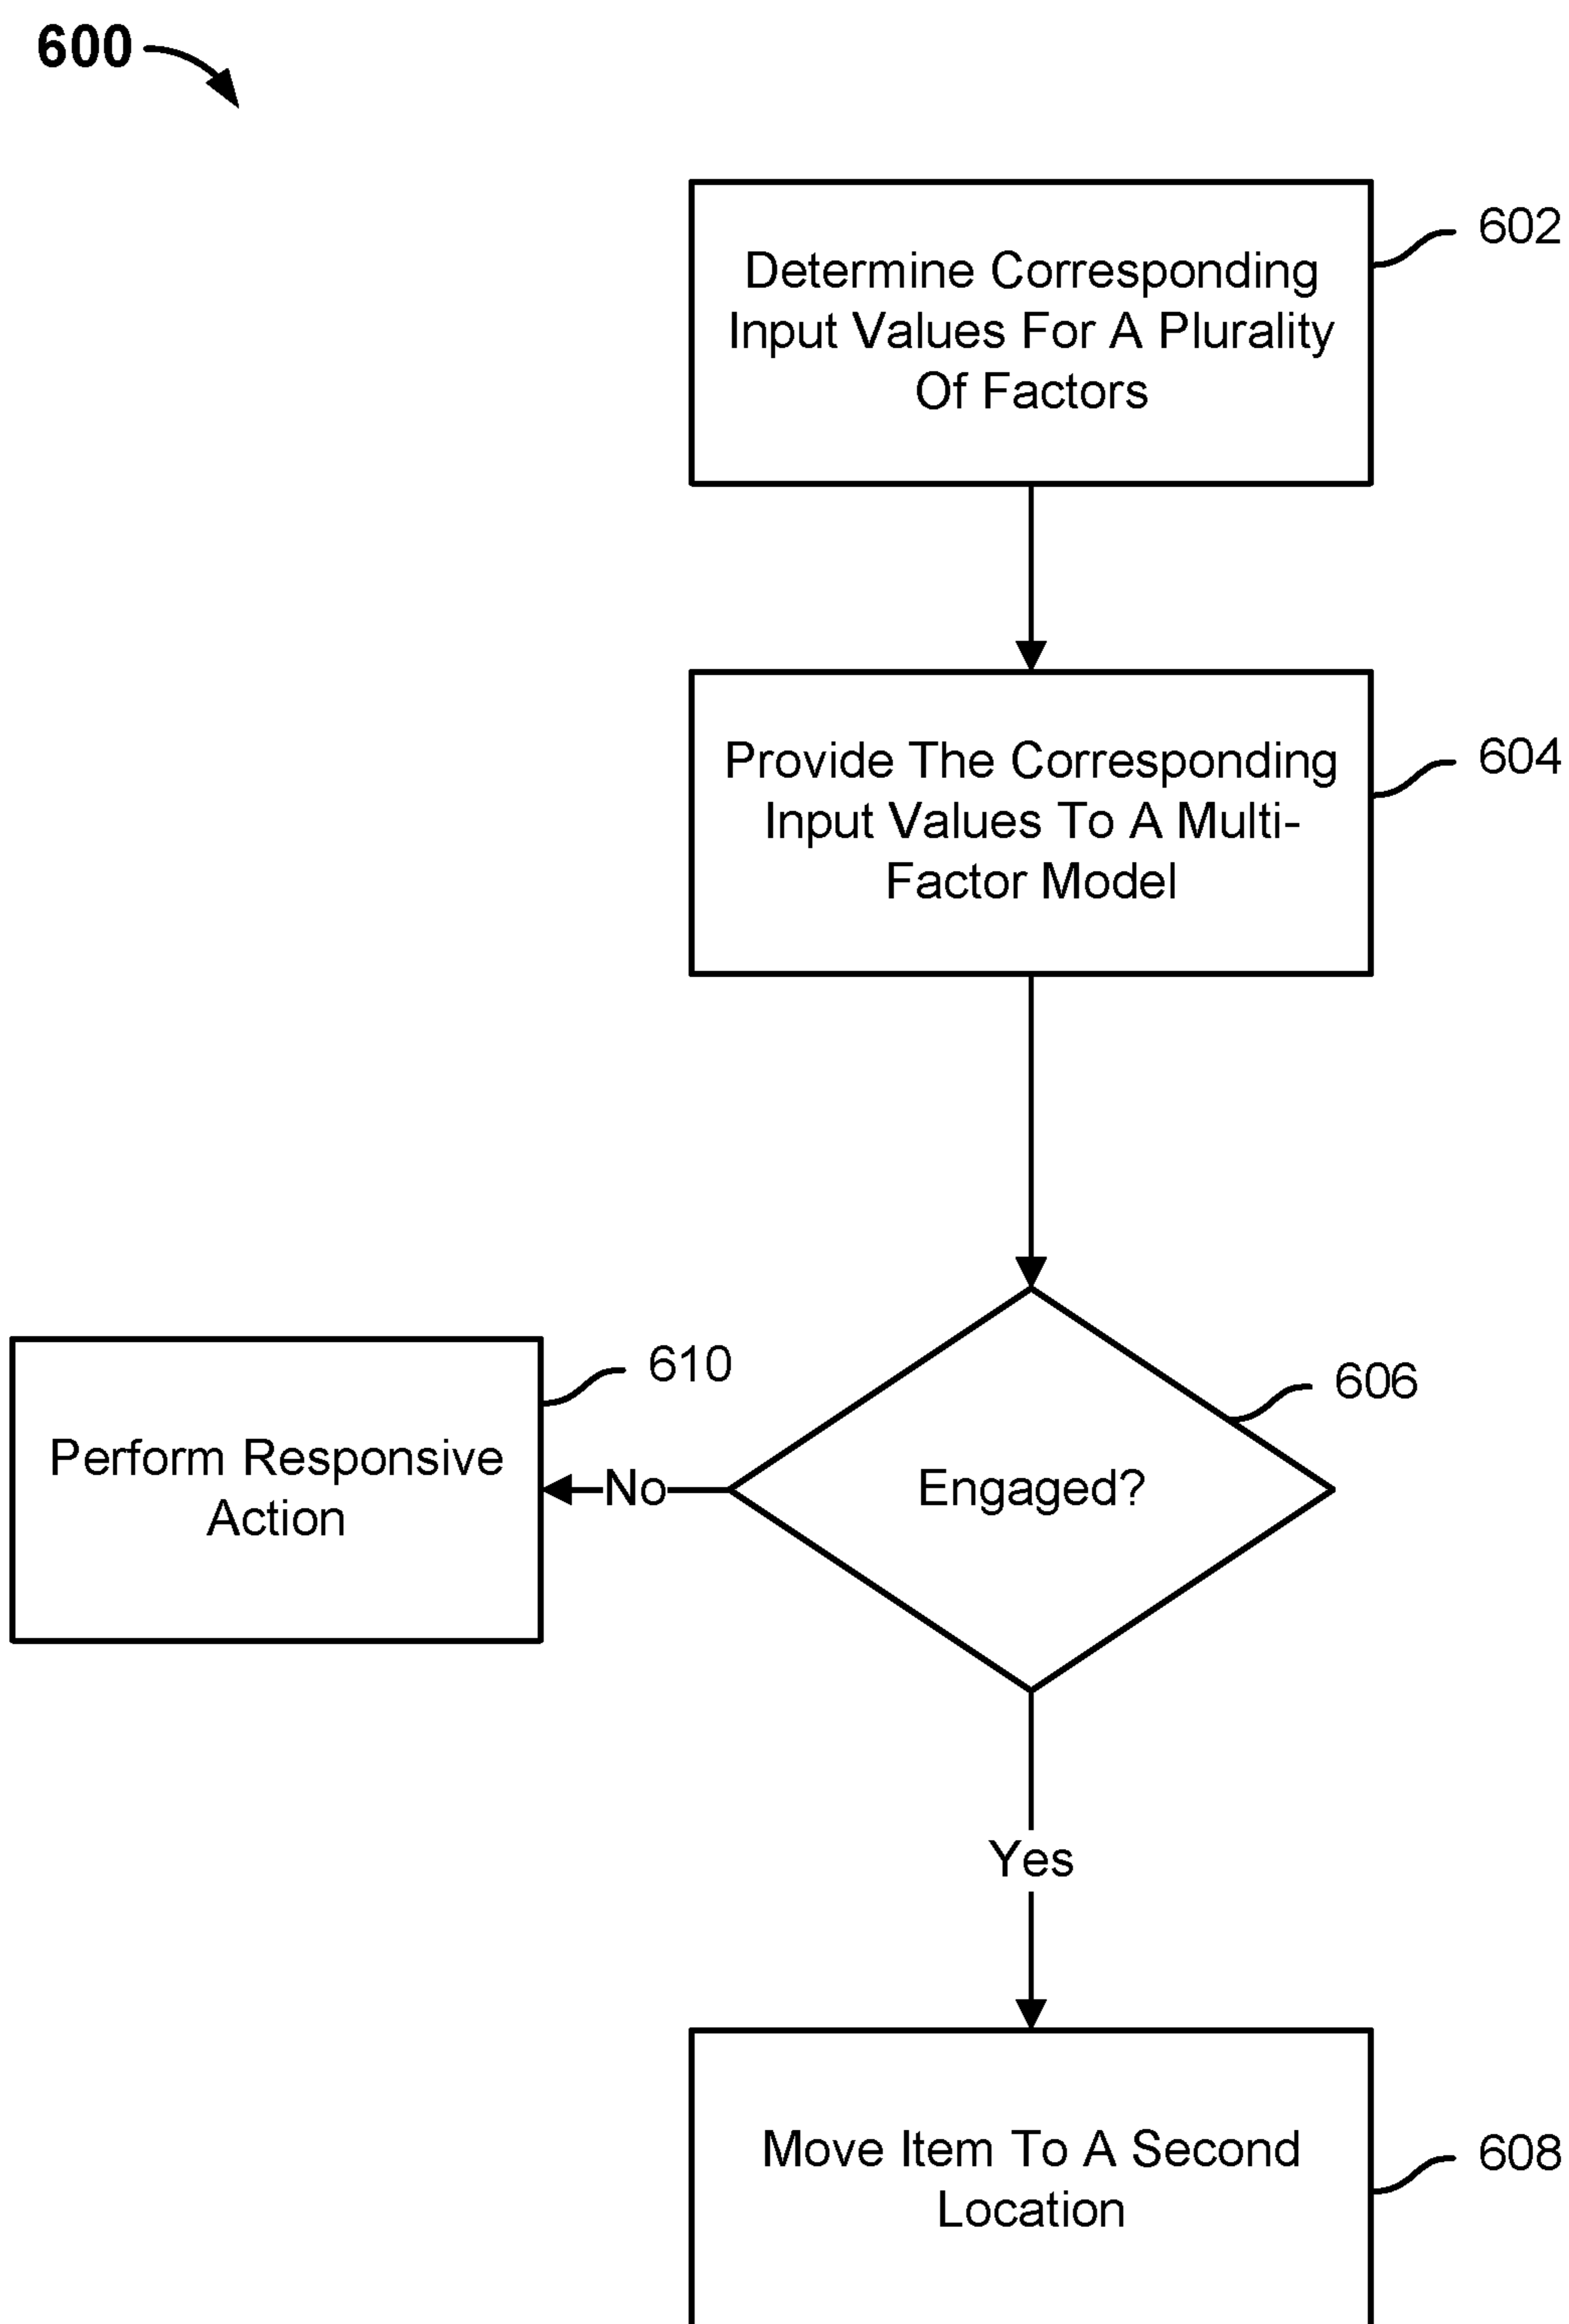 600
Determine Corresponding
Input Values For A Plurality
Of Factors
602
Provide The Corresponding
Input Values To A Multi-
Factor Model
604
Perform Responsive
Action
610
No
Engaged?
606
Yes
Move Item To A Second
Location
608